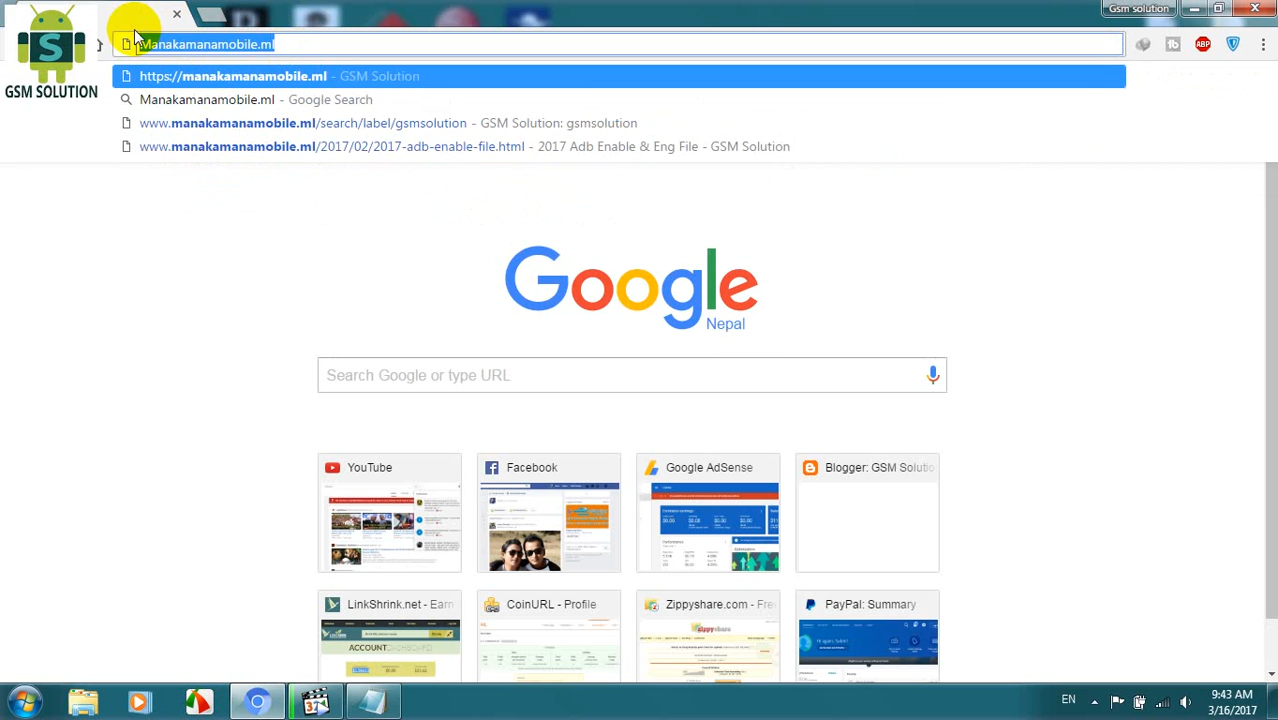 Gsm solution
Manakamanamobile.ml
https://manakamanamobile.ml - GSM Solution
Manakamanamobile.ml - Google Search
www.manakamanamobile.ml/search/label/gsmsolution - GSM Solution: gsmsolution
www.manakamanamobile.ml/2017/02/2017-adb-enable-file.html - 2017 Adb Enable & Eng File - GSM Solution
S
GSM SOLUTION
ABP
Google
Nepal
Search Google or type URL
YouTube
Facebook
Google AdSense
Blogger: GSM Solutio
LinkShrink.net - Earn
CoinURL - Profile
Zippyshare.com - Fre
PayPal: Summary
EN
9:43 AM
3/16/2017